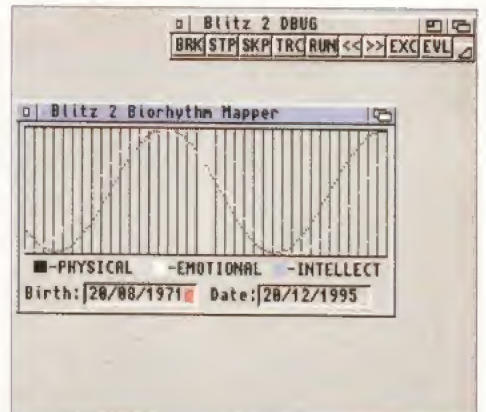 Blitz 2 DBUG
BRK STP SKP TRC RUN << >> EXC EVL
Blitz 2 Biorhythm Mapper
-PHYSICAL -EMOTIONAL -INTELLECT
Birth: 20/08/1971 Date: 20/12/1995